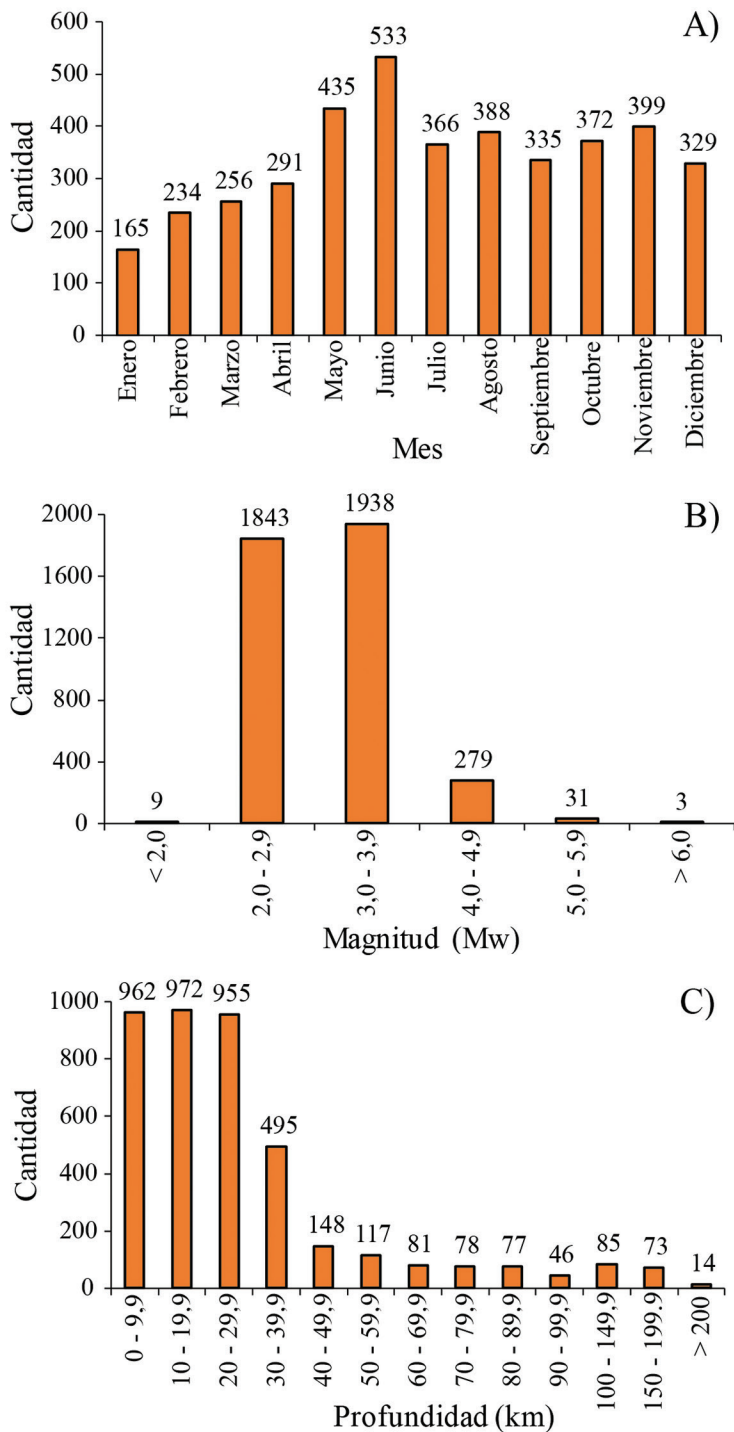 A)
Cantidad
600
500
400
300
200
100
0
165
234
256
291
435
533
366
388
335
372
399
329
Enero
Febrero
Marzo
Abril
Mayo
Junio
Julio
Agosto
Septiembre
Octubre
Noviembre
Diciembre
Mes
B)
Cantidad
2000
1600
1200
800
400
0
9
1843
1938
279
31
3
< 2,0
2,0 - 2,9
3,0 - 3,9
4,0 - 4,9
5,0 - 5,9
> 6,0
Magnitud (Mw)
C)
Cantidad
1000
800
600
400
200
0
962
972
955
495
148
117
81
78
77
46
85
73
14
0 - 9,9
10 - 19,9
20 - 29,9
30 - 39,9
40 - 49,9
50 - 59,9
60 - 69,9
70 - 79,9
80 - 89,9
90 - 99,9
100 - 149,9
150 - 199.9
> 200
Profundidad (km)